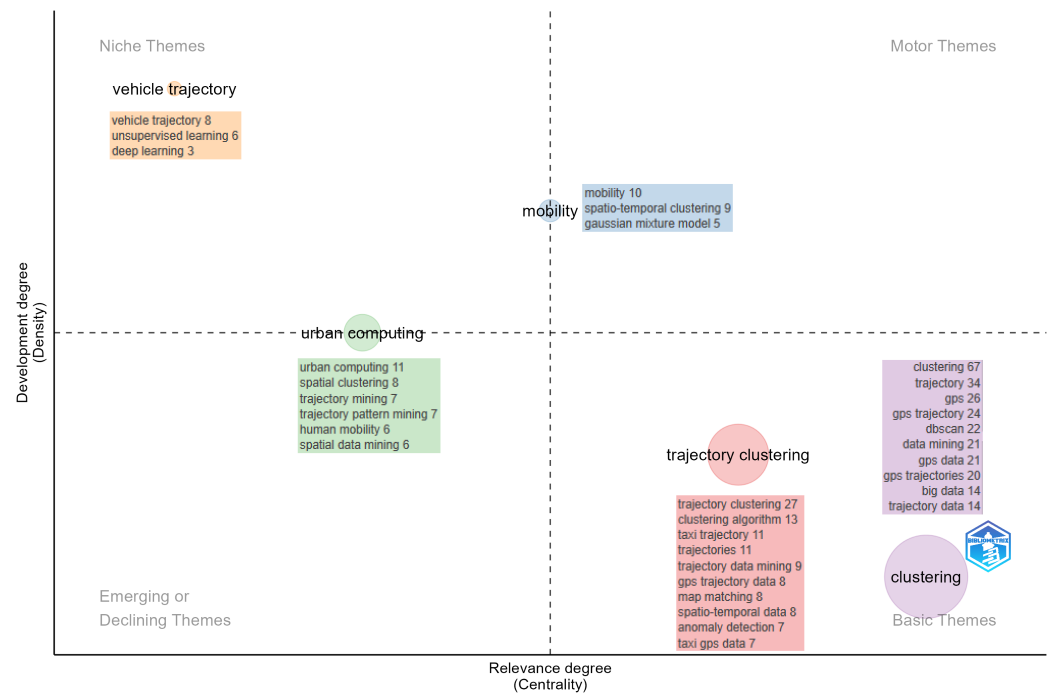 Niche Themes
Motor Themes
vehicle trajectory
vehicle trajectory 8
unsupervised learning 6
deep learning 3
mobility
mobility 10
spatio-temporal clustering 9
gaussian mixture model 5
Development degree
(Density)
urban computing
urban computing 11
spatial clustering 8
trajectory mining 7
trajectory pattern mining 7
human mobility 6
spatial data mining 6
clustering 67
trajectory 34
gps 26
gps trajectory 24
dbscan 22
data mining 21
gps data 21
gps trajectories 20
big data 14
trajectory data 14
trajectory clustering
trajectory clustering 27
clustering algorithm 13
taxi trajectory 11
trajectories 11
trajectory data mining 9
gps trajectory data 8
map matching 8
spatio-temporal data 8
anomaly detection 7
taxi gps data 7
BIBLIOMETRIX
clustering
Emerging or
Declining Themes
Basic Themes
Relevance degree
(Centrality)